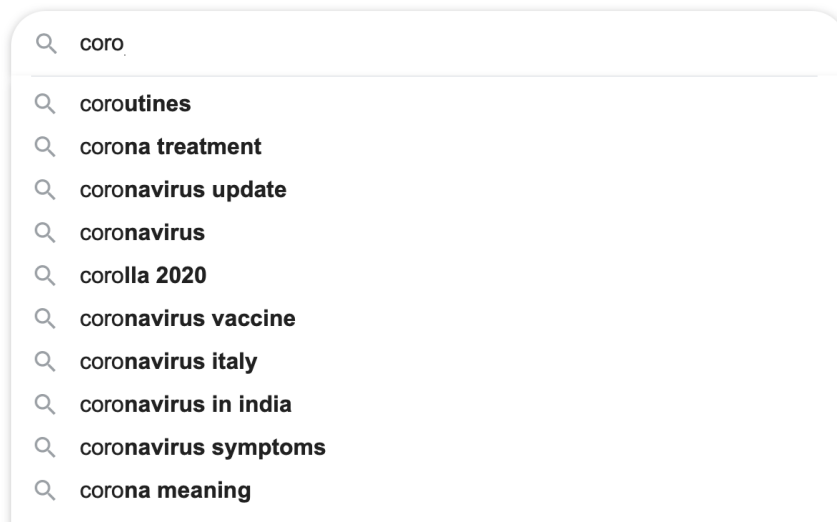 coro
coroutines
corona treatment
coronavirus update
coronavirus
corolla 2020
coronavirus vaccine
coronavirus italy
coronavirus in india
coronavirus symptoms
corona meaning